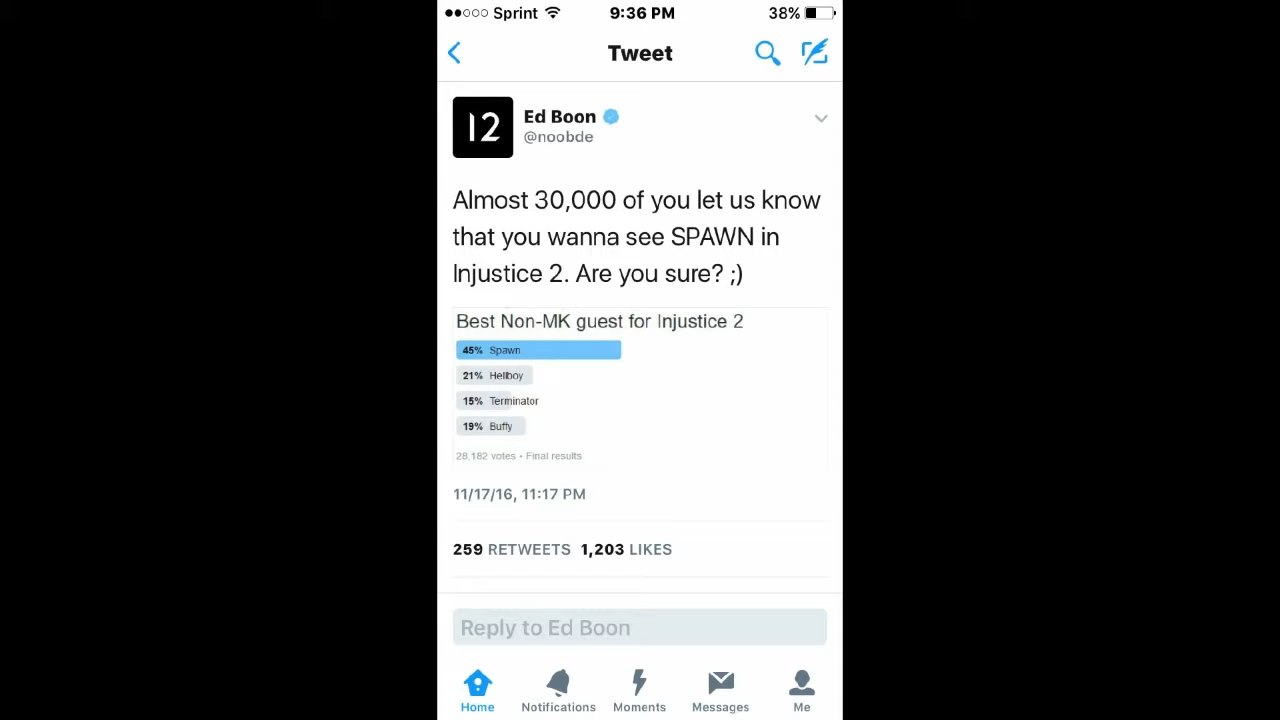 Sprint 9:36 PM 38%
Tweet
12 Ed Boon
@noobde
Almost 30,000 of you let us know
that you wanna see SPAWN in
Injustice 2. Are you sure? ;)
Best Non-MK guest for Injustice 2
45% Spawn
21% Hellboy
15% Terminator
19% Buffy
28,182 votes • Final results
11/17/16, 11:17 PM
259 RETWEETS 1,203 LIKES
Reply to Ed Boon
Home Notifications Moments Messages Me